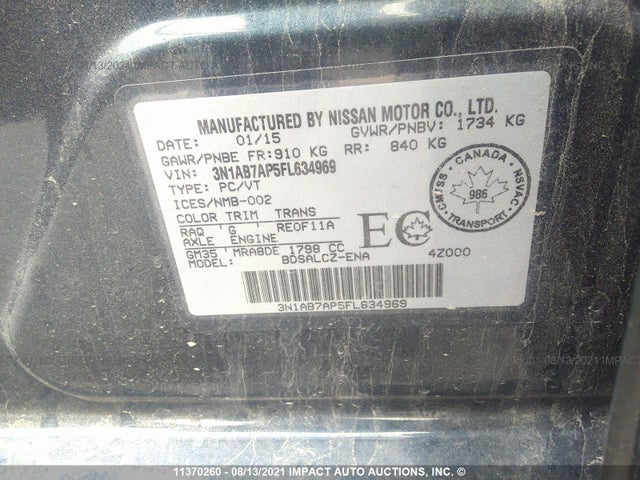 MANUFACTURED BY NISSAN MOTOR CO., LTD.
DATE: 01/15 GVWR/PNBV: 1734 KG
GAWR/PNBE FR: 910 KG RR: 840 KG
VIN: 3N1AB7AP5FL634969
TYPE: PC/VT
ICES/NMB-002
COLOR TRIM TRANS
RAQ G RE0F11A
AXLE ENGINE
GM35 MRA8DE 1798 CC
MODEL: BDSALCZ-ENA 4Z000
EC
CANADA
CMVSS NSVAC
986
TRANSPORT
3N1AB7AP5FL634969
11370260 - 08/13/2021 IMPACT AUTO AUCTIONS, INC.